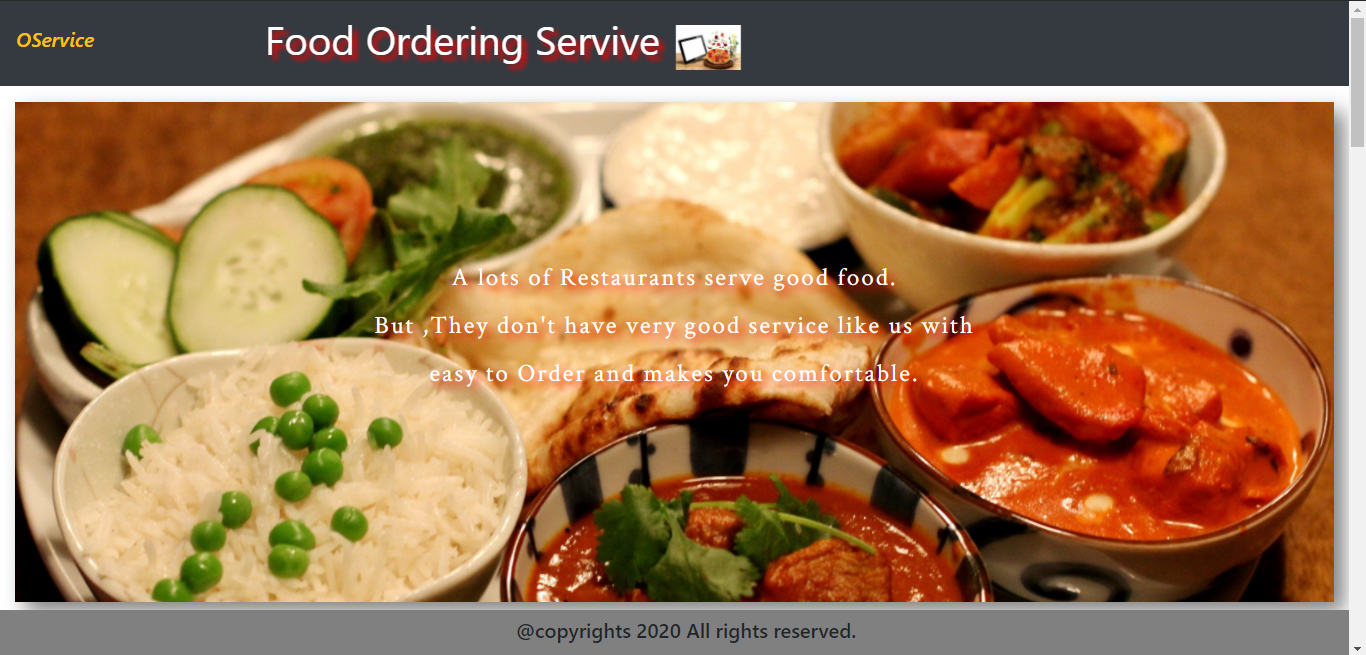 OService
Food Ordering Servive
A lots of Restaurants serve good food.
But ,They don't have very good service like us with
easy to Order and makes you comfortable.
@copyrights 2020 All rights reserved.